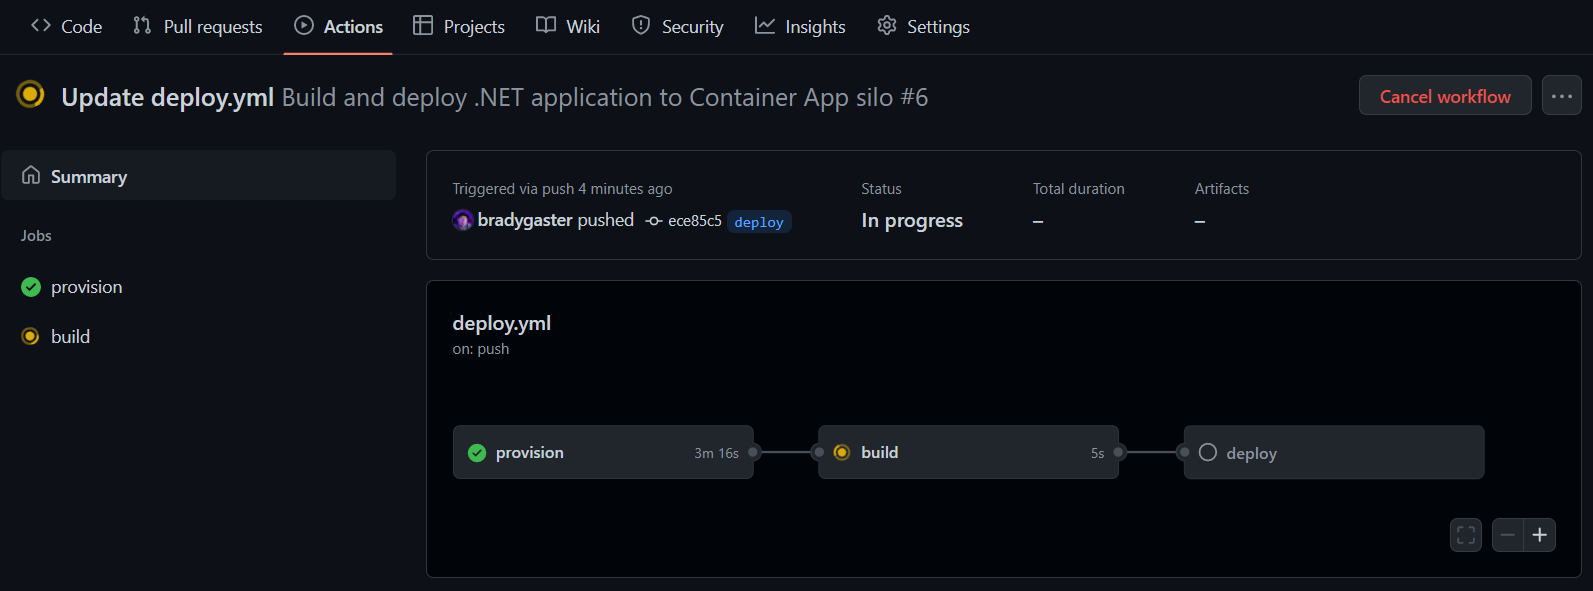 Code Pull requests Actions Projects Wiki Security Insights Settings
Update deploy.yml Build and deploy .NET application to Container App silo #6
Cancel workflow
Summary
Jobs
provision
build
Triggered via push 4 minutes ago
bradygaster pushed ece85c5 deploy
Status
In progress
Total duration
–
Artifacts
–
deploy.yml
on: push
provision 3m 16s
build 5s
deploy